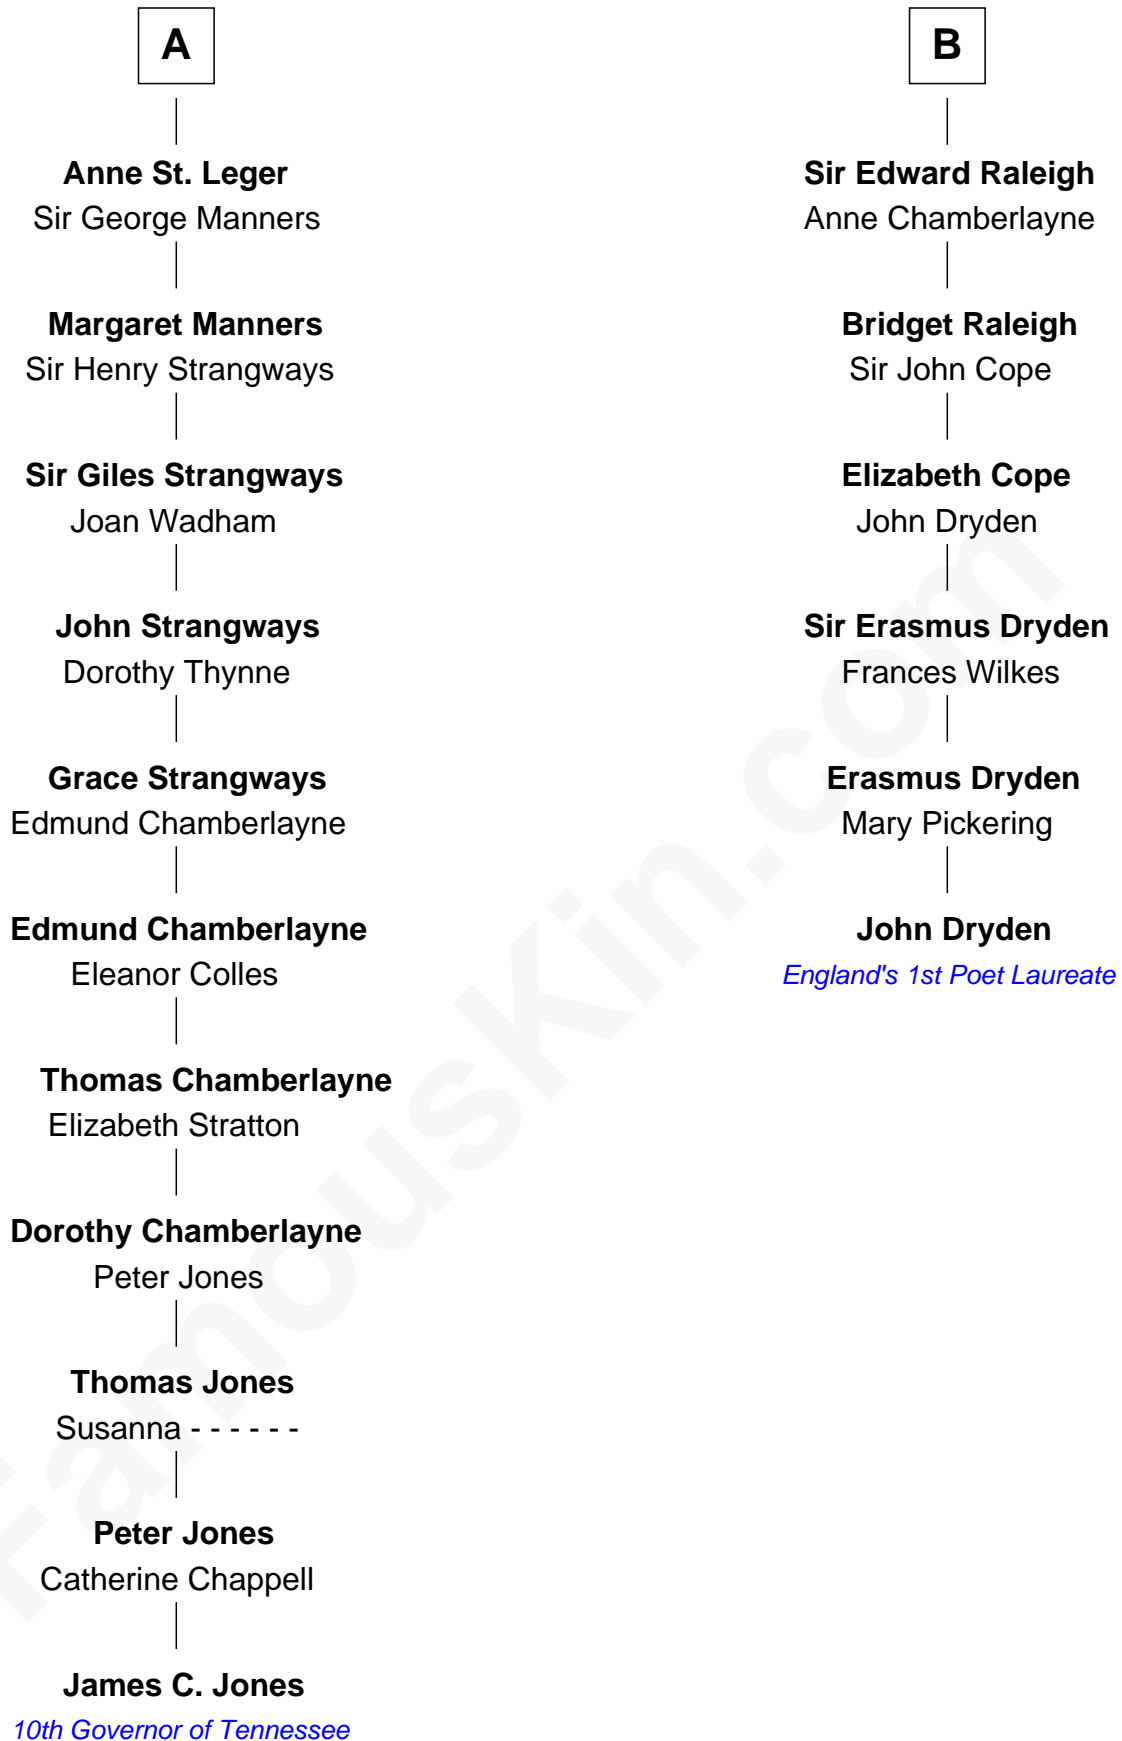 A
Anne St. Leger
Sir George Manners
Margaret Manners
Sir Henry Strangways
Sir Giles Strangways
Joan Wadham
John Strangways
Dorothy Thynne
Grace Strangways
Edmund Chamberlayne
Edmund Chamberlayne
Eleanor Colles
Thomas Chamberlayne
Elizabeth Stratton
Dorothy Chamberlayne
Peter Jones
Thomas Jones
Susanna - - - - - -
Peter Jones
Catherine Chappell
James C. Jones
10th Governor of Tennessee
B
Sir Edward Raleigh
Anne Chamberlayne
Bridget Raleigh
Sir John Cope
Elizabeth Cope
John Dryden
Sir Erasmus Dryden
Frances Wilkes
Erasmus Dryden
Mary Pickering
John Dryden
England's 1st Poet Laureate
FamousKin.com